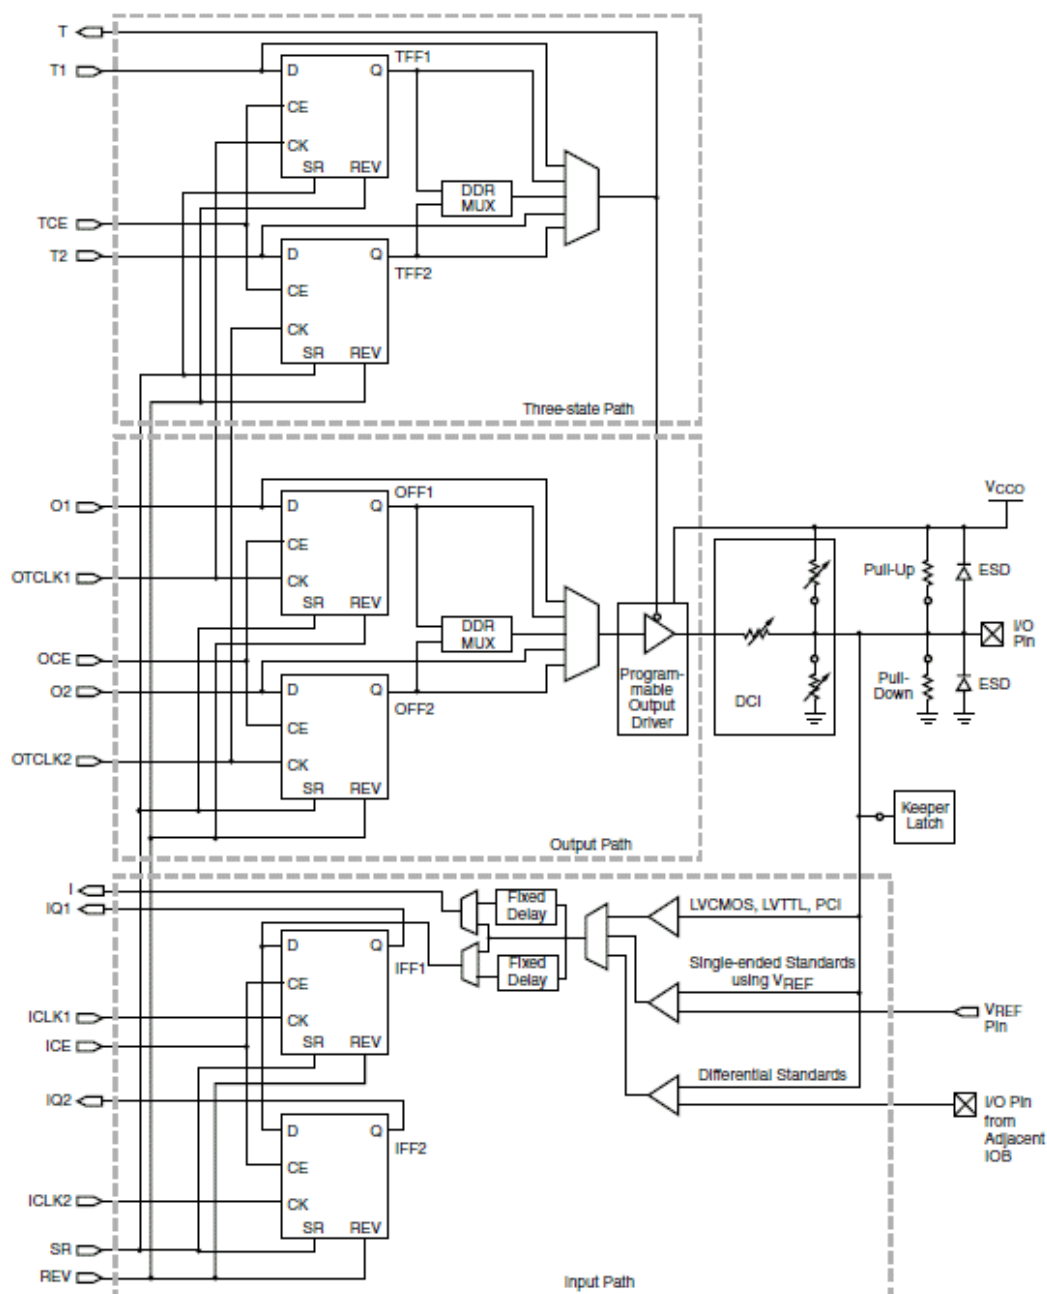 T
T1
D
Q
TFF1
CE
CK
SR REV
DDR
MUX
TCE
T2
D
Q
TFF2
CE
CK
SR REV
Three-state Path
O1
D
Q
OFF1
CE
OTCLK1
CK
SR REV
DDR
MUX
OCE
O2
D
Q
OFF2
CE
OTCLK2
CK
SR REV
Program-
mable
Output
Driver
DCI
VCCO
Pull-Up
ESD
I/O
Pin
Pull-
Down
ESD
Keeper
Latch
Output Path
I
IQ1
D
Q
IFF1
CE
ICLK1
CK
ICE
SR REV
Fixed
Delay
Fixed
Delay
LVCMOS, LVTTL, PCI
Single-ended Standards
using VREF
VREF
Pin
Differential Standards
I/O Pin
from
Adjacent
IOB
IQ2
D
Q
IFF2
CE
ICLK2
CK
SR REV
SR
REV
Input Path